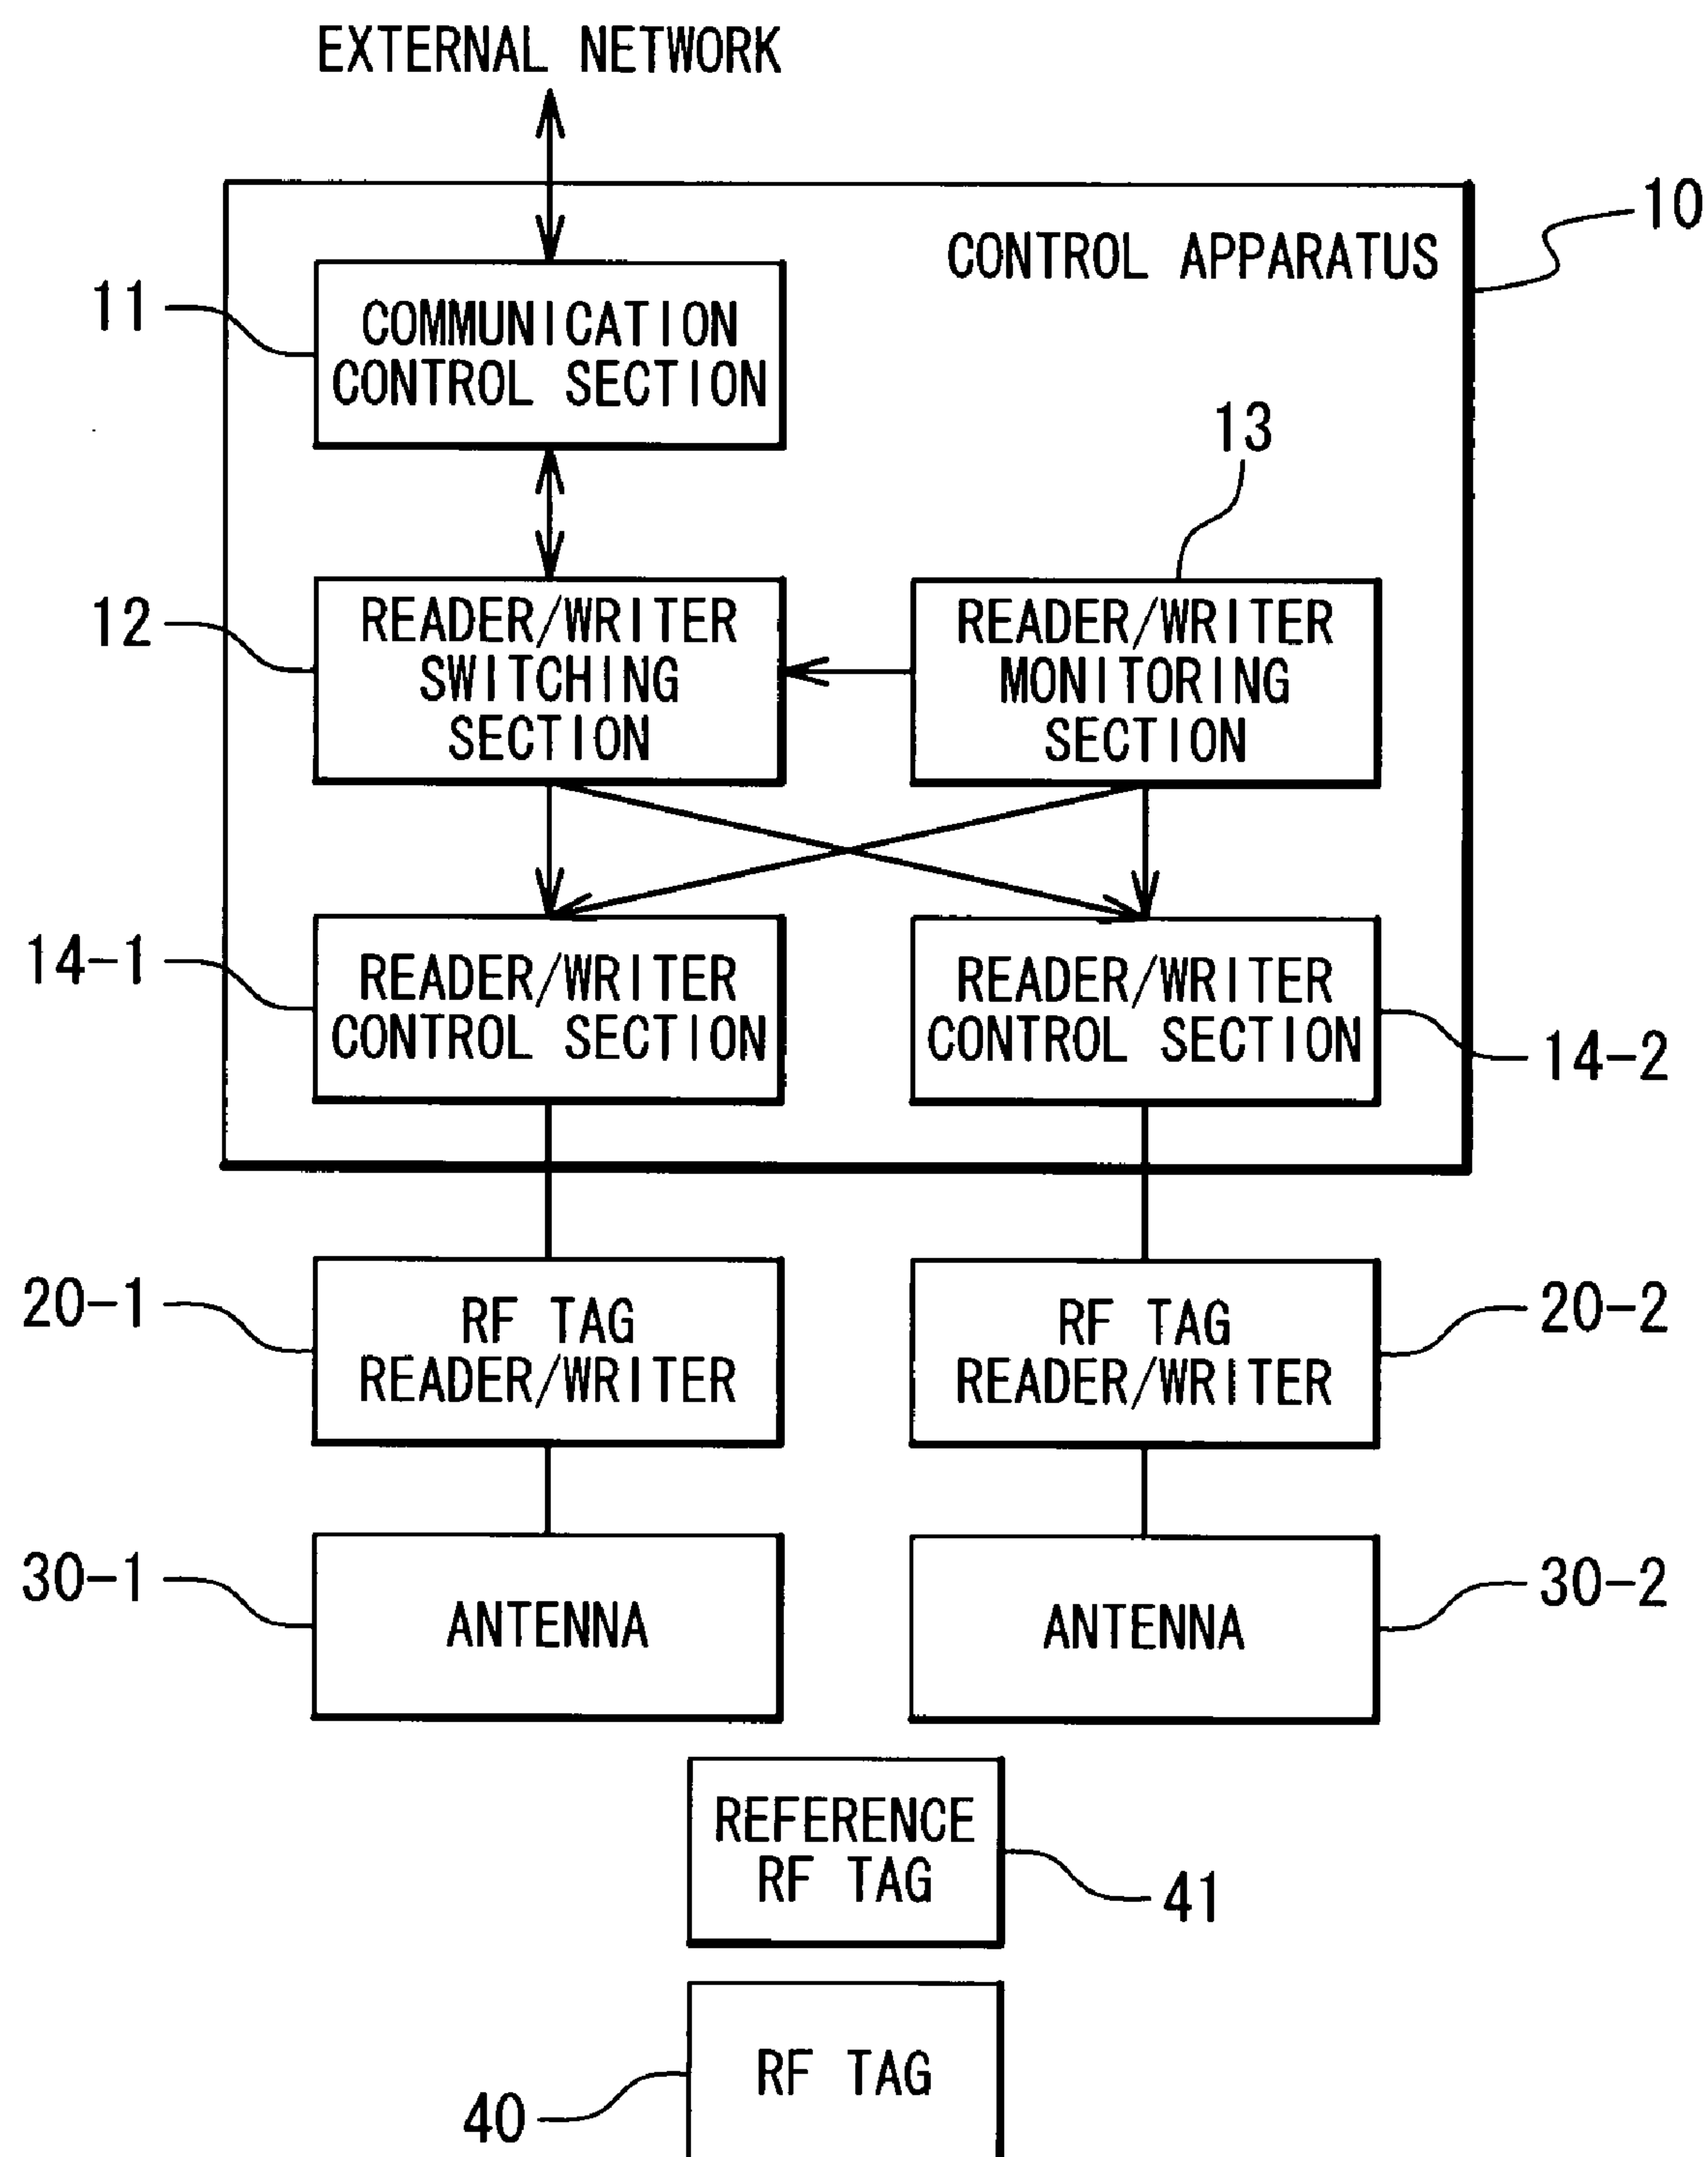 EXTERNAL NETWORK
10
CONTROL APPARATUS
11
COMMUNICATION
CONTROL SECTION
13
12
READER/WRITER
SWITCHING
SECTION
READER/WRITER
MONITORING
SECTION
14-1
READER/WRITER
CONTROL SECTION
READER/WRITER
CONTROL SECTION
14-2
20-1
RF TAG
READER/WRITER
RF TAG
READER/WRITER
20-2
30-1
ANTENNA
ANTENNA
30-2
REFERENCE
RF TAG
41
RF TAG
40